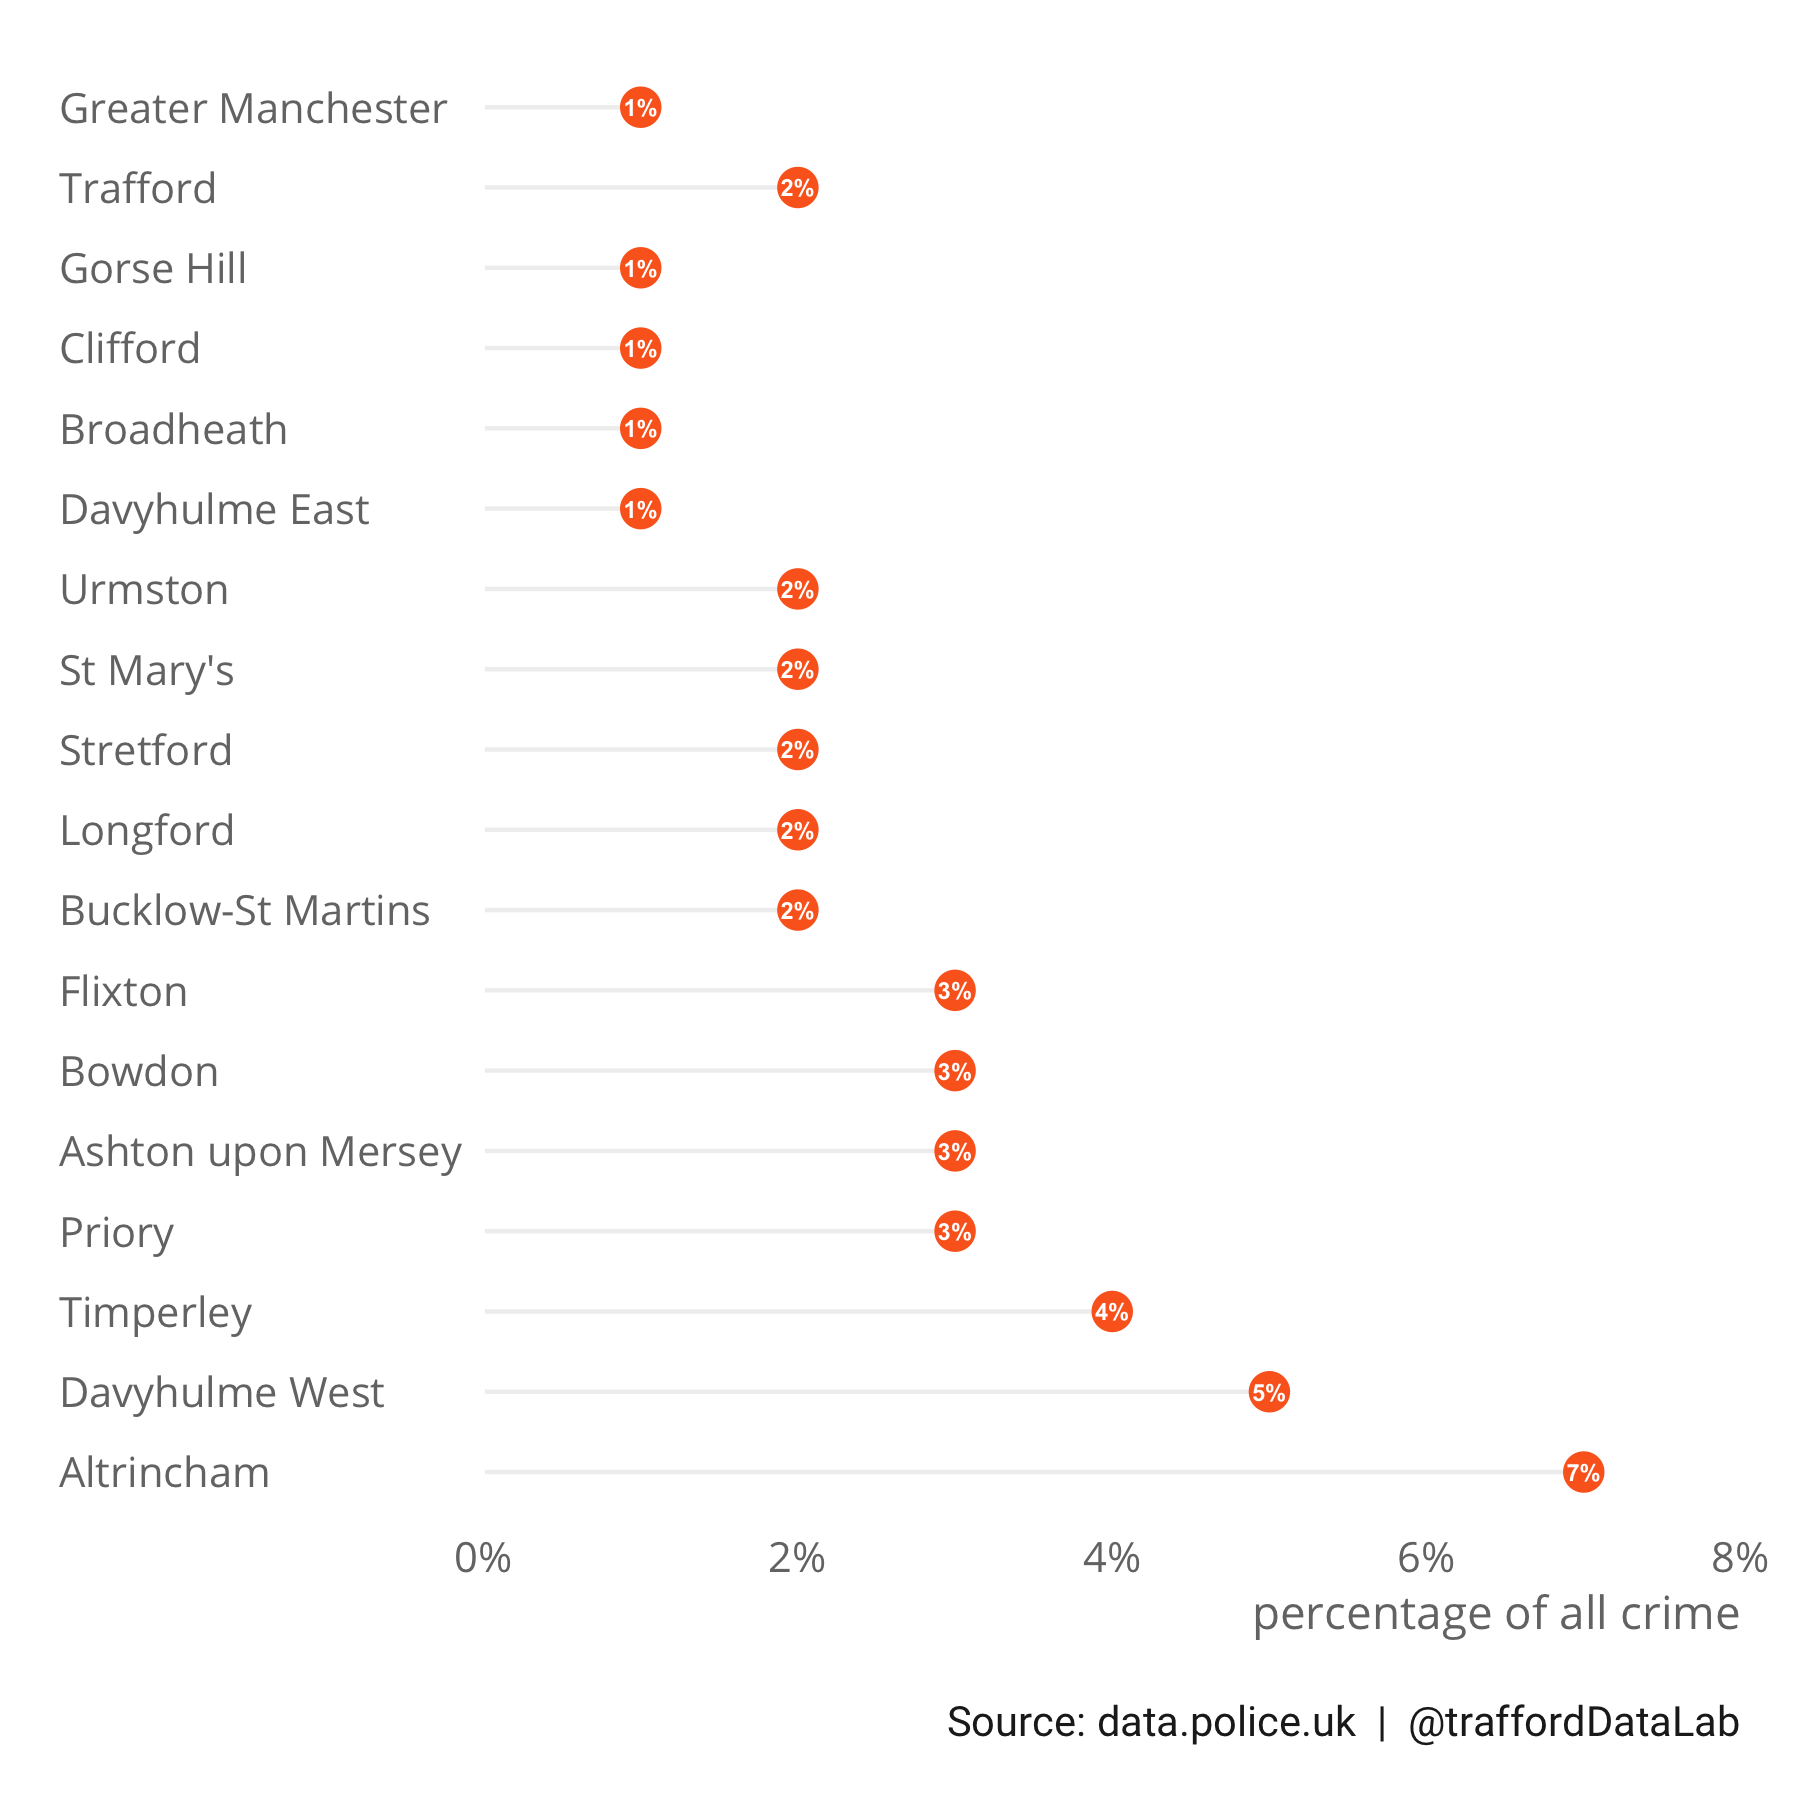 Greater Manchester 1%
Trafford 2%
Gorse Hill 1%
Clifford 1%
Broadheath 1%
Davyhulme East 1%
Urmston 2%
St Mary's 2%
Stretford 2%
Longford 2%
Bucklow-St Martins 2%
Flixton 3%
Bowdon 3%
Ashton upon Mersey 3%
Priory 3%
Timperley 4%
Davyhulme West 5%
Altrincham 7%
0% 2% 4% 6% 8%
percentage of all crime
Source: data.police.uk | @traffordDataLab